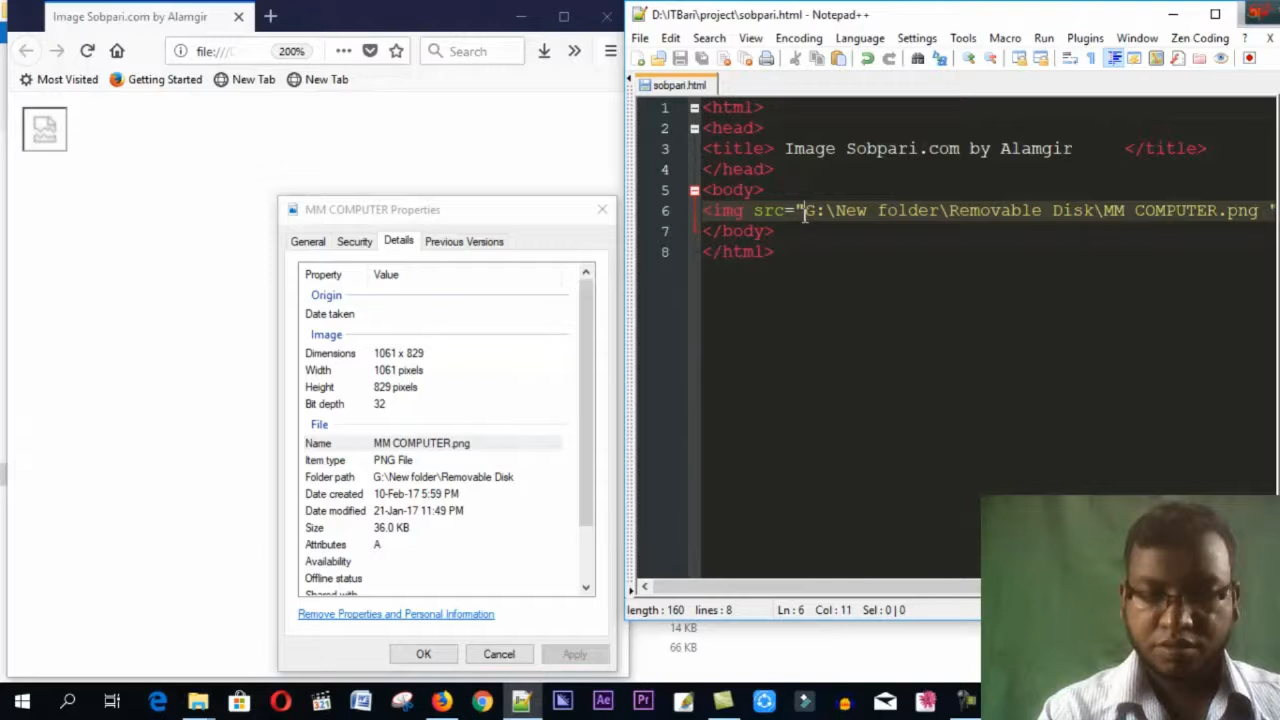 Image Sobpari.com by Alamgir
file:///
200%
Search
Most Visited
Getting Started
New Tab
New Tab
MM COMPUTER Properties
General
Security
Details
Previous Versions
Property
Value
Origin
Date taken
Image
Dimensions
1061 x 829
Width
1061 pixels
Height
829 pixels
Bit depth
32
File
Name
MM COMPUTER.png
Item type
PNG File
Folder path
G:\New folder\Removable Disk
Date created
10-Feb-17 5:59 PM
Date modified
21-Jan-17 11:49 PM
Size
36.0 KB
Attributes
A
Availability
Offline status
Shared with
Remove Properties and Personal Information
OK
Cancel
Apply
D:\ITBari\project\sobpari.html - Notepad++
File Edit Search View Encoding Language Settings Tools Macro Run Plugins Window Zen Coding ? X
sobpari.html
1 <html>
2 <head>
3 <title> Image Sobpari.com by Alamgir </title>
4 </head>
5 <body>
6 <img src="G:\New folder\Removable Disk\MM COMPUTER.png "
7 </body>
8 </html>
length : 160 lines : 8 Ln : 6 Col : 11 Sel : 0 | 0
14 KB
66 KB